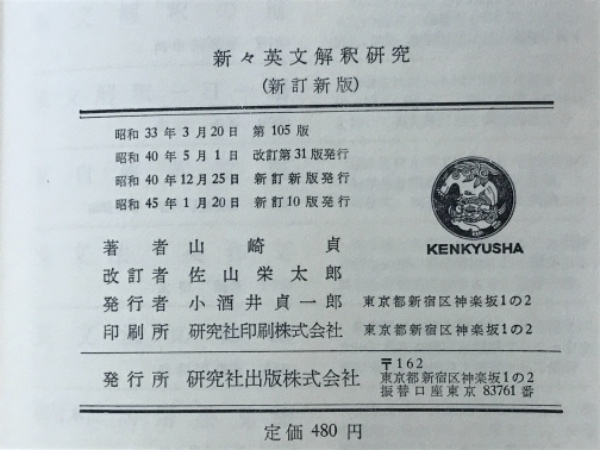 新々英文解釈研究
(新訂新版)
昭和 33 年 3 月 20 日 第 105 版
昭和 40 年 5 月 1 日 改訂第 31 版発行
昭和 40 年 12 月 25 日 新訂新版発行
昭和 45 年 1 月 20 日 新訂 10 版発行
KENKYUSHA
著者 山崎貞
改訂者 佐山栄太郎
発行者 小酒井貞一郎 東京都新宿区神楽坂1の2
印刷所 研究社印刷株式会社 東京都新宿区神楽坂1の2
発行所 研究社出版株式会社
〒162
東京都新宿区神楽坂1の2
振替口座東京 83761 番
定価 480 円